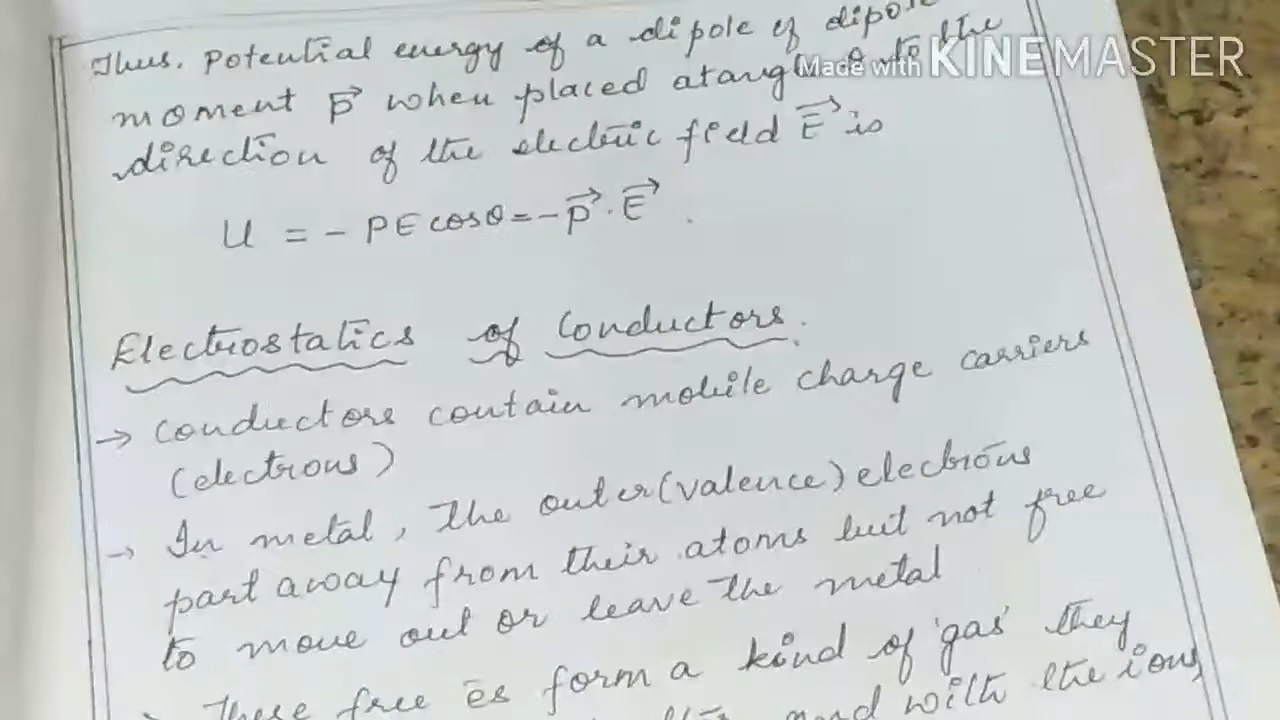 Thus. Potential energy of a dipole of dipole
Made with KINEMASTER
moment p⃗ when placed at angle θ to the
direction of the electric field E⃗ is
U = - PE cosθ = - p⃗ . E⃗ .
Electrostatics of Conductors.
→ Conductors contain mobile charge carriers
(electrons)
→ In metal, the outer (valence) electrons
part away from their atoms but not free
to move out or leave the metal
These free es form a kind of 'gas' they
and with the ions,